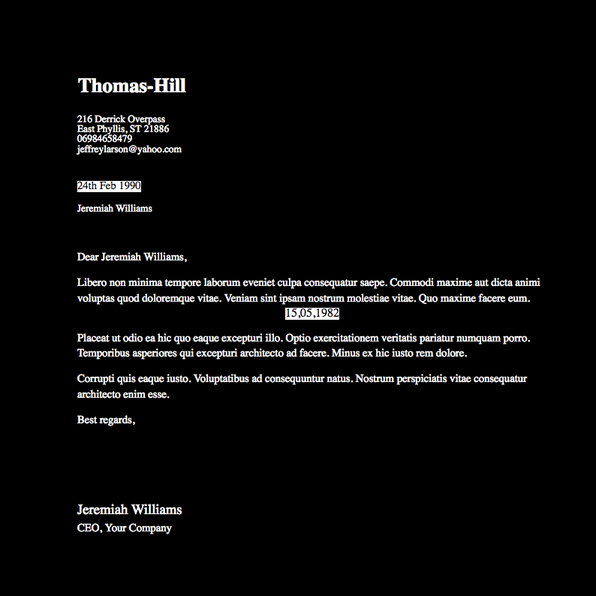 Thomas-Hill
216 Derrick Overpass
East Phyllis, ST 21886
06984658479
jeffreylarson@yahoo.com
24th Feb 1990
Jeremiah Williams
Dear Jeremiah Williams,
Libero non minima tempore laborum eveniet culpa consequatur saepe. Commodi maxime aut dicta animi
voluptas quod doloremque vitae. Veniam sint ipsam nostrum molestiae vitae. Quo maxime facere eum.
15,05,1982
Placeat ut odio ea hic quo eaque excepturi illo. Optio exercitationem veritatis pariatur numquam porro.
Temporibus asperiores qui excepturi architecto ad facere. Minus ex hic iusto rem dolore.
Corrupti quis eaque iusto. Voluptatibus ad consequuntur natus. Nostrum perspiciatis vitae consequatur
architecto enim esse.
Best regards,
Jeremiah Williams
CEO, Your Company